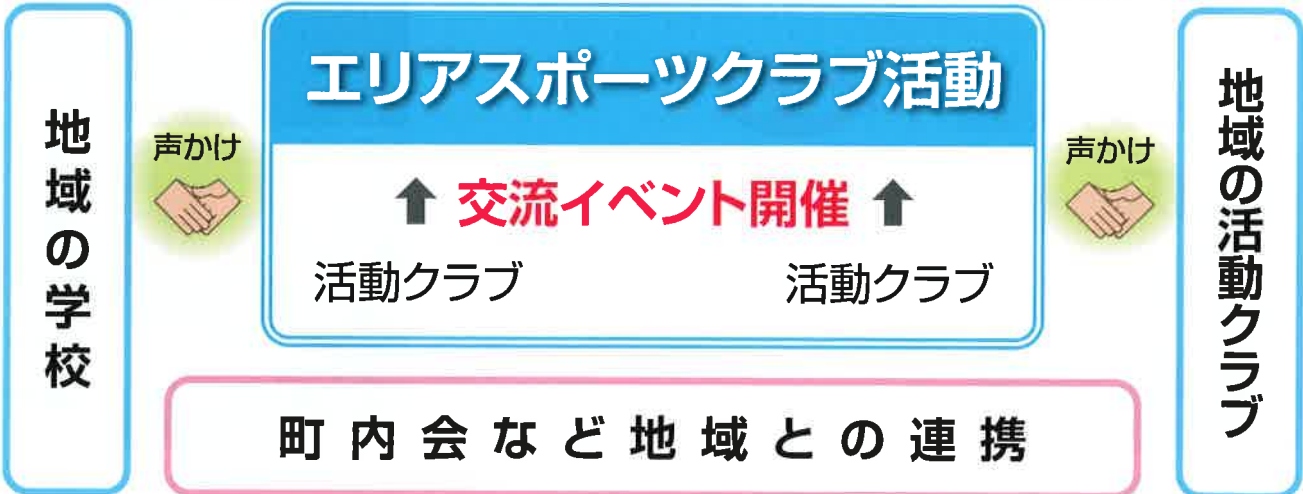 地域の学校
声かけ
エリアスポーツクラブ活動
交流イベント開催
活動クラブ
活動クラブ
声かけ
地域の活動クラブ
町内会など地域との連携